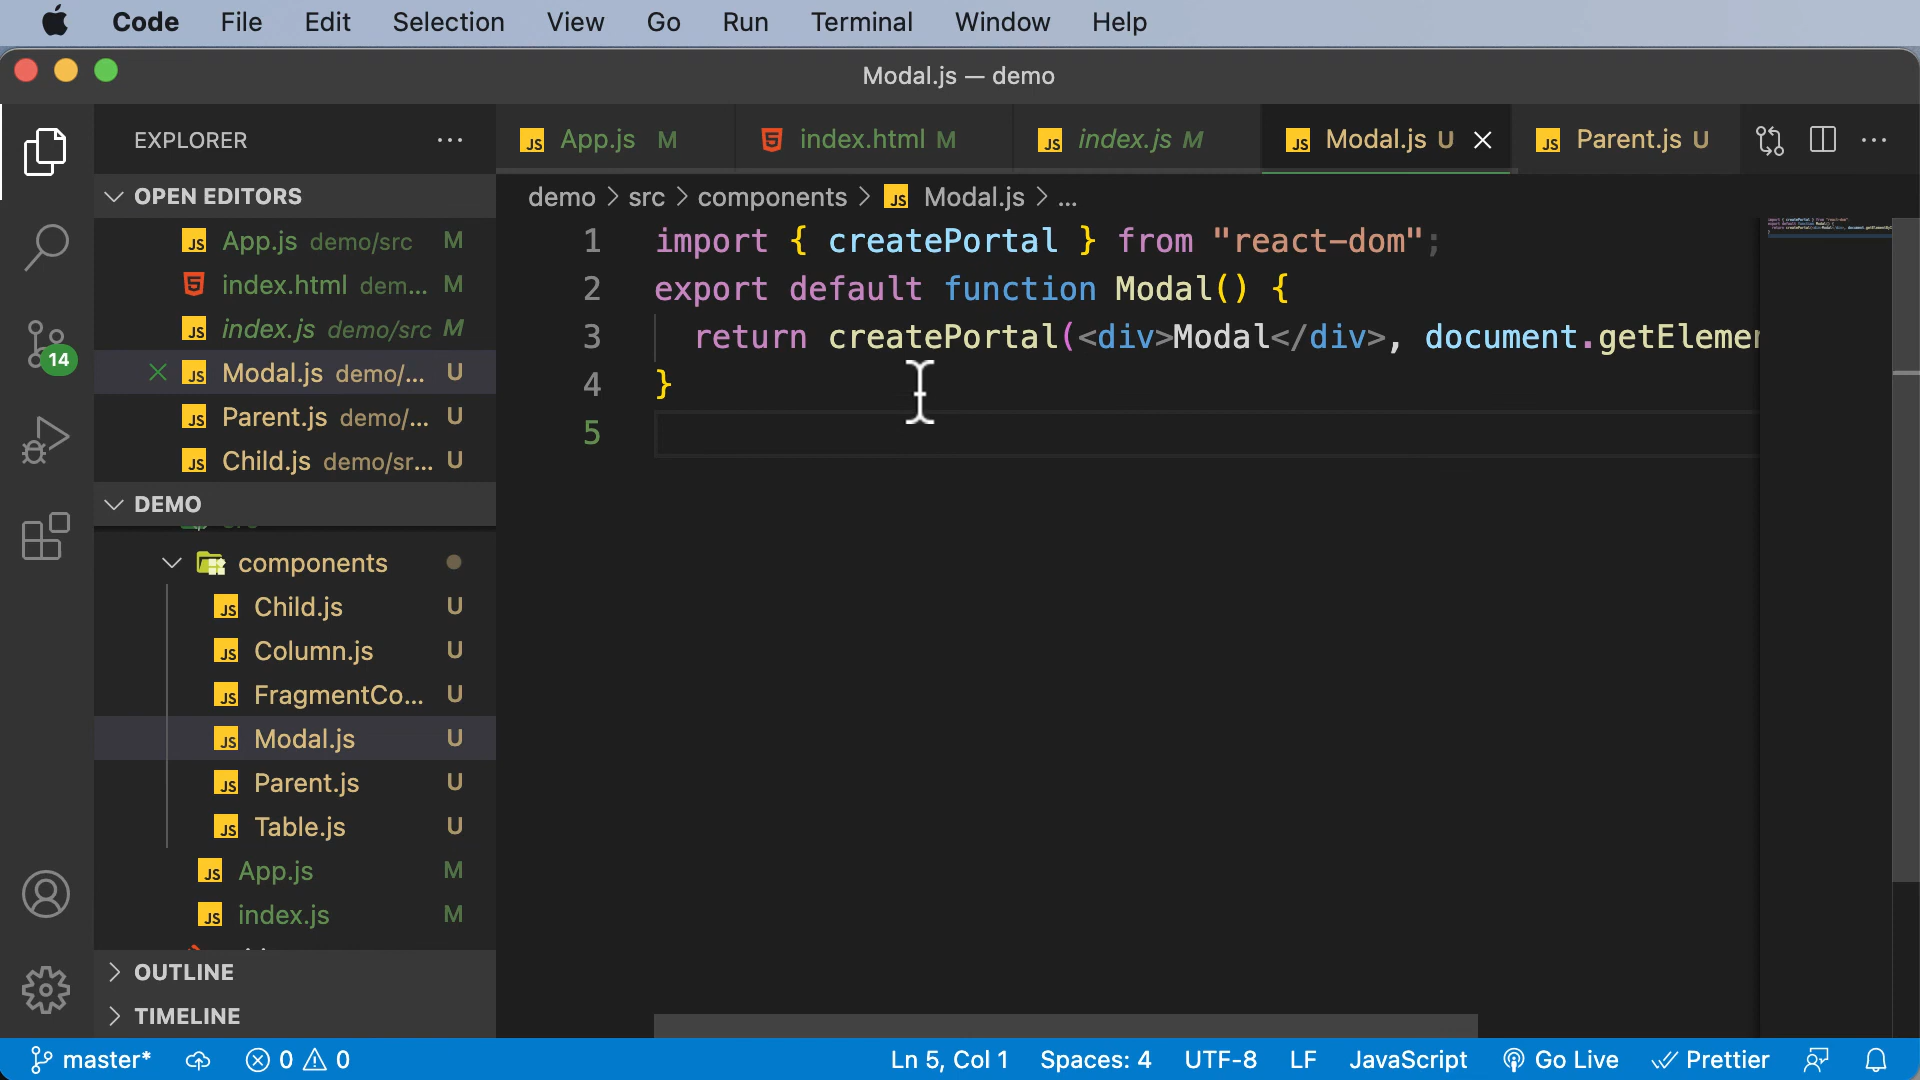 Code File Edit Selection View Go Run Terminal Window Help
Modal.js — demo
EXPLORER
OPEN EDITORS
App.js demo/src M
index.html dem... M
index.js demo/src M
Modal.js demo/... U
Parent.js demo/... U
Child.js demo/sr... U
DEMO
components
Child.js U
Column.js U
FragmentCo... U
Modal.js U
Parent.js U
Table.js U
App.js M
index.js M
OUTLINE
TIMELINE
14
App.js M index.html M index.js M Modal.js U Parent.js U
demo > src > components > Modal.js > ...
1 import { createPortal } from "react-dom";
2 export default function Modal() {
3 return createPortal(<div>Modal</div>, document.getElemen
4 }
5
master* 0 0 Ln 5, Col 1 Spaces: 4 UTF-8 LF JavaScript Go Live Prettier